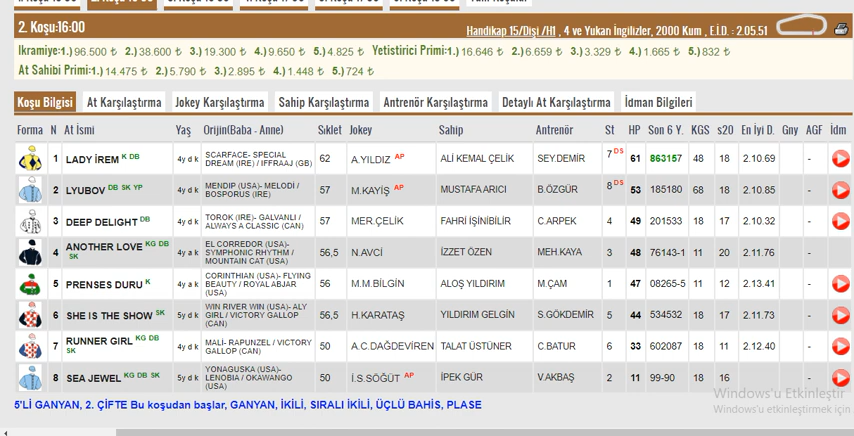 2. Koşu:16:00
Handikap 15/Dişi /H1 , 4 ve Yukarı İngilizler, 2000 Kum , E.İ.D. : 2.05.51
İkramiye:1.) 96.500 ₺ 2.) 38.600 ₺ 3.) 19.300 ₺ 4.) 9.650 ₺ 5.) 4.825 ₺ Yetistirici Primi:1.) 16.646 ₺ 2.) 6.659 ₺ 3.) 3.329 ₺ 4.) 1.665 ₺ 5.) 832 ₺
At Sahibi Primi:1.) 14.475 ₺ 2.) 5.790 ₺ 3.) 2.895 ₺ 4.) 1.448 ₺ 5.) 724 ₺
Koşu Bilgisi At Karşılaştırma Jokey Karşılaştırma Sahip Karşılaştırma Antrenör Karşılaştırma Detaylı At Karşılaştırma İdman Bilgileri
Forma N At İsmi Yaş Orijin(Baba - Anne) Sıklet Jokey Sahip Antrenör St HP Son 6 Y. KGS s20 En İyi D. Gny AGF İdm
1 LADY İREM K DB 4y d k SCARFACE- SPECIAL DREAM (IRE) / IFFRAAJ (GB) 62 A.YILDIZ AP ALİ KEMAL ÇELİK SEY.DEMİR 7 DS 61 863157 48 18 2.10.69 -
2 LYUBOV DB SK YP 4y d k MENDIP (USA)- MELODİ / BOSPORUS (IRE) 57 M.KAYİŞ AP MUSTAFA ARICI B.ÖZGÜR 8 DS 53 185180 68 18 2.10.85 -
3 DEEP DELIGHT DB 4y d k TOROK (IRE)- GALVANLI / ALWAYS A CLASSIC (CAN) 57 MER.ÇELİK FAHRİ İŞİNİBİLİR C.ARPEK 4 49 201533 18 17 2.10.32 -
4 ANOTHER LOVE KG DB SK 4y a k EL CORREDOR (USA)- SYMPHONIC RHYTHM / MOUNTAIN CAT (USA) 56,5 N.AVCİ İZZET ÖZEN MEH.KAYA 3 48 76143-1 11 20 2.11.76 -
5 PRENSES DURU K 4y a k CORINTHIAN (USA)- FLYING BEAUTY / ROYAL ABJAR (USA) 56 M.M.BİLGİN ALOŞ YILDIRIM M.ÇAM 1 47 08265-5 11 12 2.13.41 -
6 SHE IS THE SHOW SK 5y d k WIN RIVER WIN (USA)- ALY GIRL / VICTORY GALLOP (CAN) 56,5 H.KARATAŞ YILDIRIM GELGİN S.GÖKDEMİR 5 44 534532 18 17 2.11.73 -
7 RUNNER GIRL KG DB SK 4y d k MALİ- RAPUNZEL / VICTORY GALLOP (CAN) 50 A.C.DAĞDEVİREN TALAT ÜSTÜNER C.BATUR 6 33 602087 18 11 2.12.40 -
8 SEA JEWEL KG DB SK 5y d k YONAGUSKA (USA)- LENOBIA / OKAWANGO (USA) 50 İ.S.SÖĞÜT AP İPEK GÜR V.AKBAŞ 2 11 99-90 18 16 -
5'Lİ GANYAN, 2. ÇİFTE Bu koşudan başlar, GANYAN, İKİLİ, SIRALI İKİLİ, ÜÇLÜ BAHİS, PLASE
Windows'u Etkinleştir
Windows'u etkinleştirmek için